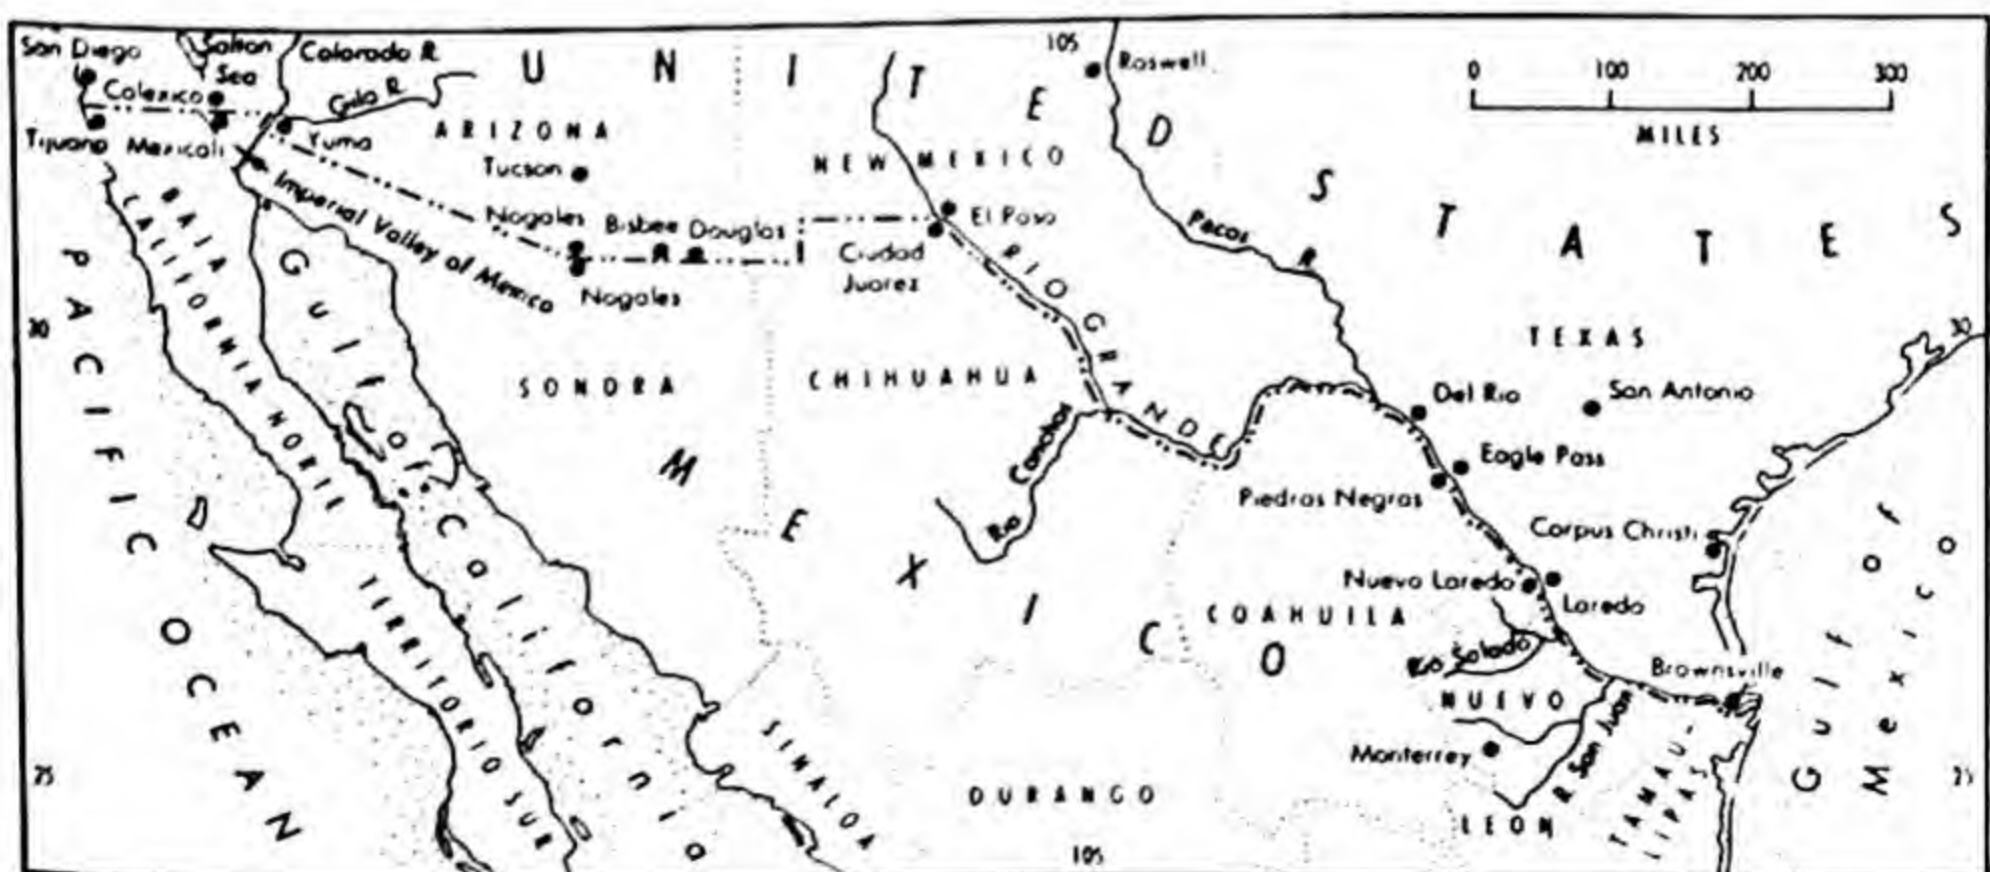 San Diego
Salton
Sea
Colorado R
Gila R
Calexico
Tijuana
Mexicali
Yuma
UNITED STATES
ARIZONA
Tucson
Nogales
Bisbee
Douglas
Nogales
Imperial Valley of Mexico
NEW MEXICO
El Paso
Ciudad
Juarez
105
Roswell
Pecos R
0 100 200 300
MILES
RIO GRANDE
TEXAS
Del Rio
San Antonio
Eagle Pass
Piedras Negras
Corpus Christi
Nuevo Laredo
Laredo
Brownsville
Gulf of
Mexico
30
30
PACIFIC OCEAN
BAJA
CALIFORNIA NORTE
TERRITORIO SUR
Gulf of California
SONORA
CHIHUAHUA
Rio Conchos
MEXICO
COAHUILA
Rio Salado
NUEVO
LEON
Monterrey
R San Juan
TAMAU-
LIPAS
SINALOA
DURANGO
25
25
105